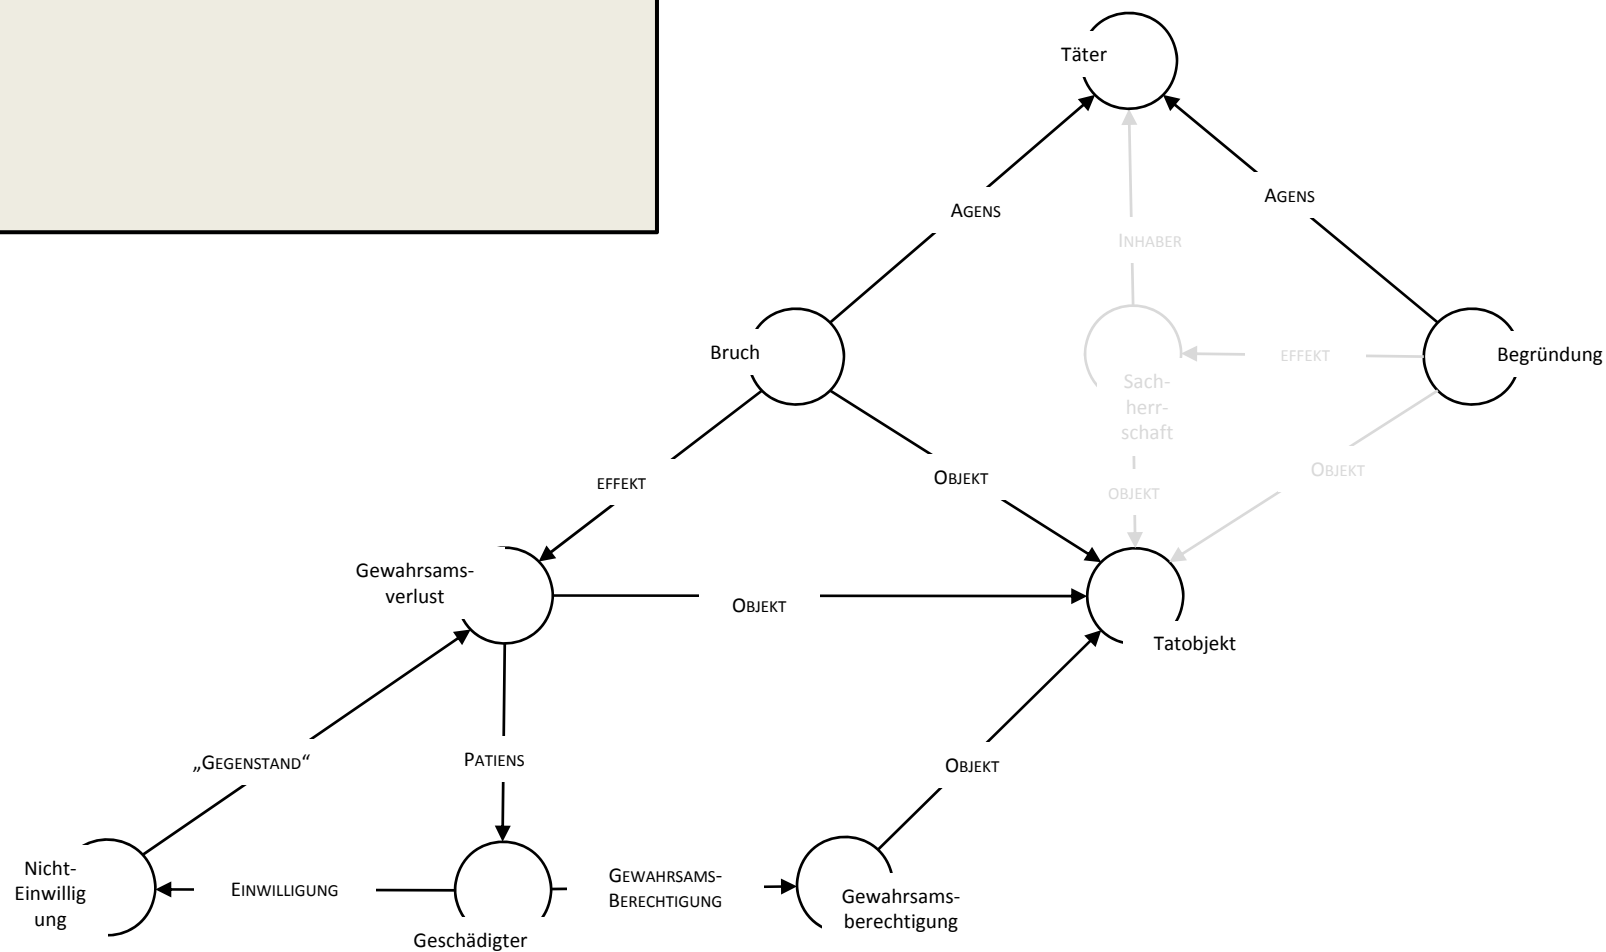 Täter
AGENS
AGENS
INHABER
Bruch
EFFEKT
Begründung
Sach-
herr-
schaft
OBJEKT
OBJEKT
EFFEKT
OBJEKT
Gewahrsams-
verlust
OBJEKT
Tatobjekt
„GEGENSTAND“
PATIENS
OBJEKT
Nicht-
Einwillig
ung
EINWILLIGUNG
GEWAHRSAMS-
BERECHTIGUNG
Gewahrsams-
berechtigung
Geschädigter